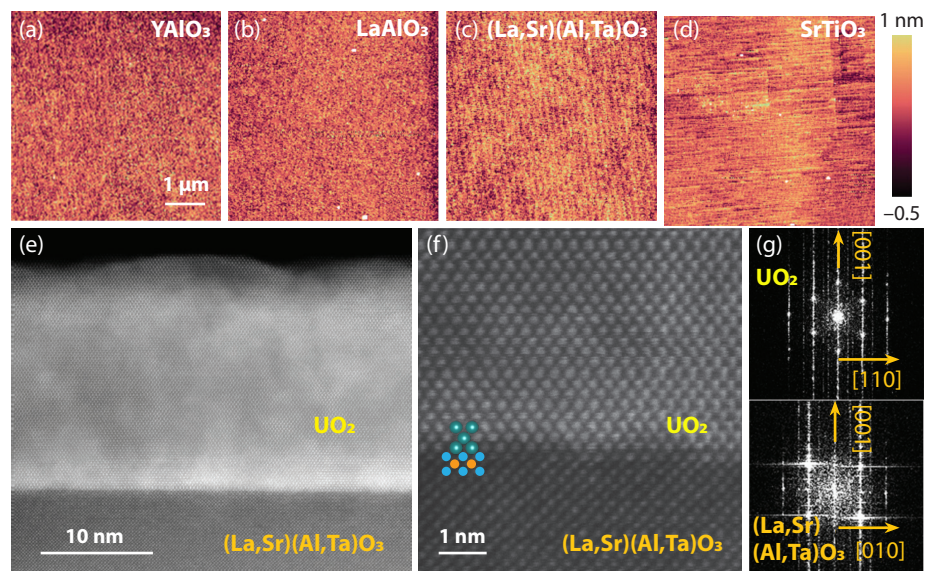 (a) YAlO₃
1 μm
(b) LaAlO₃
(c) (La,Sr)(Al,Ta)O₃
(d) SrTiO₃
1 nm
−0.5
(e)
UO₂
10 nm
(La,Sr)(Al,Ta)O₃
(f)
UO₂
1 nm
(La,Sr)(Al,Ta)O₃
(g)
[001]
UO₂
[110]
[001]
(La,Sr)
(Al,Ta)O₃
[010]